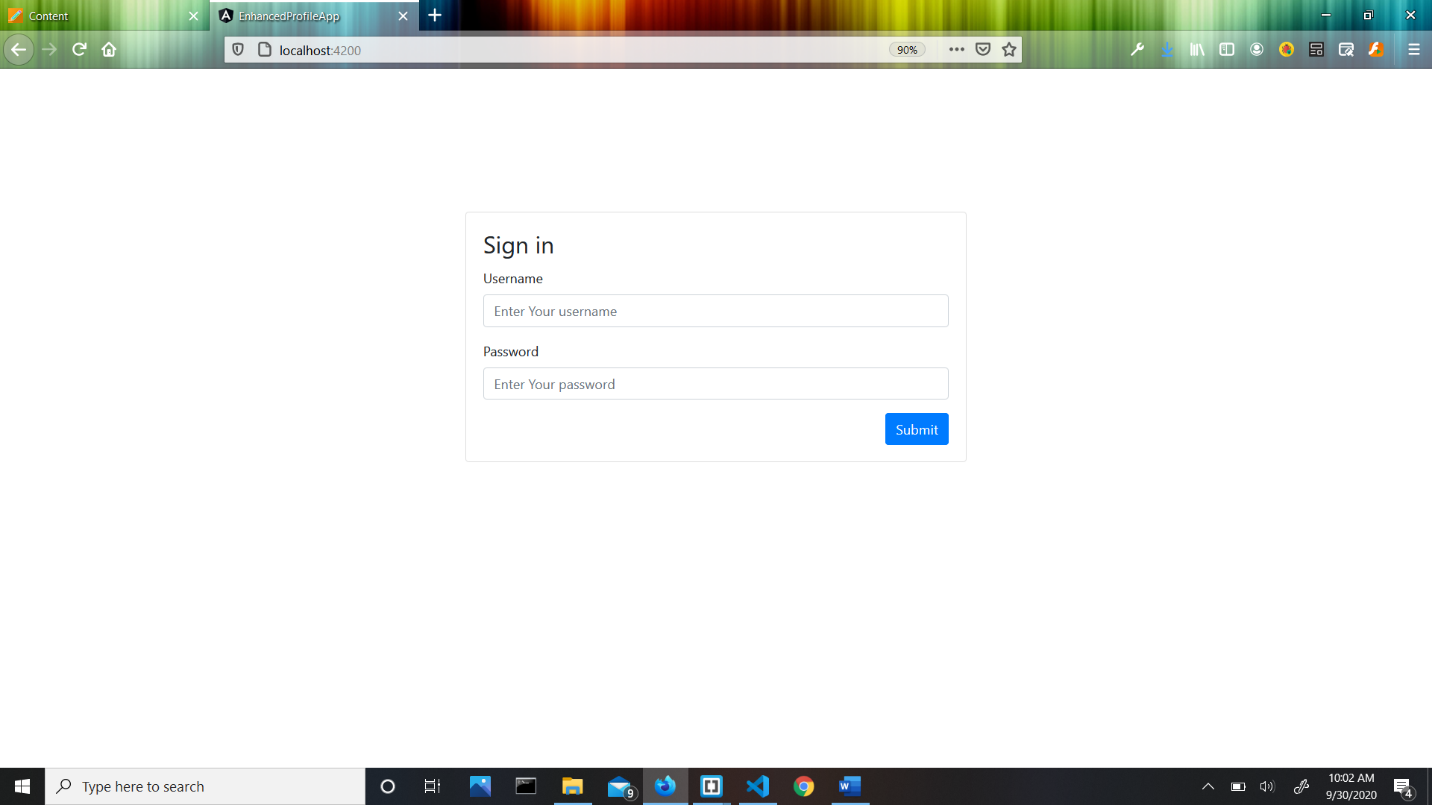 Content
EnhancedProfileApp
localhost:4200
90%
Sign in
Username
Enter Your username
Password
Enter Your password
Submit
Type here to search
9
10:02 AM
9/30/2020
4